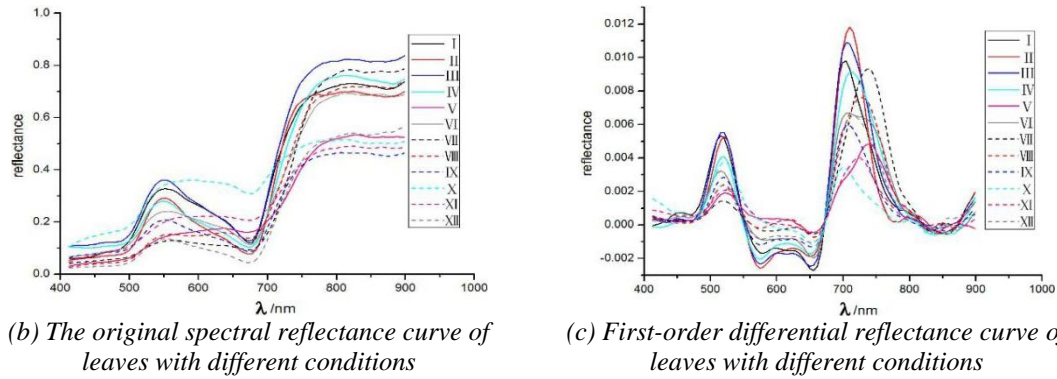 1.0
0.8
0.6
0.4
0.2
0.0
reflectance
400 500 600 700 800 900 1000
λ /nm
I
II
III
IV
V
VI
VII
VIII
IX
X
XI
XII
(b) The original spectral reflectance curve of
leaves with different conditions
0.012
0.010
0.008
0.006
0.004
0.002
0.000
-0.002
reflectance
400 500 600 700 800 900 1000
λ /nm
I
II
III
IV
V
VI
VII
VIII
IX
X
XI
XII
(c) First-order differential reflectance curve of
leaves with different conditions